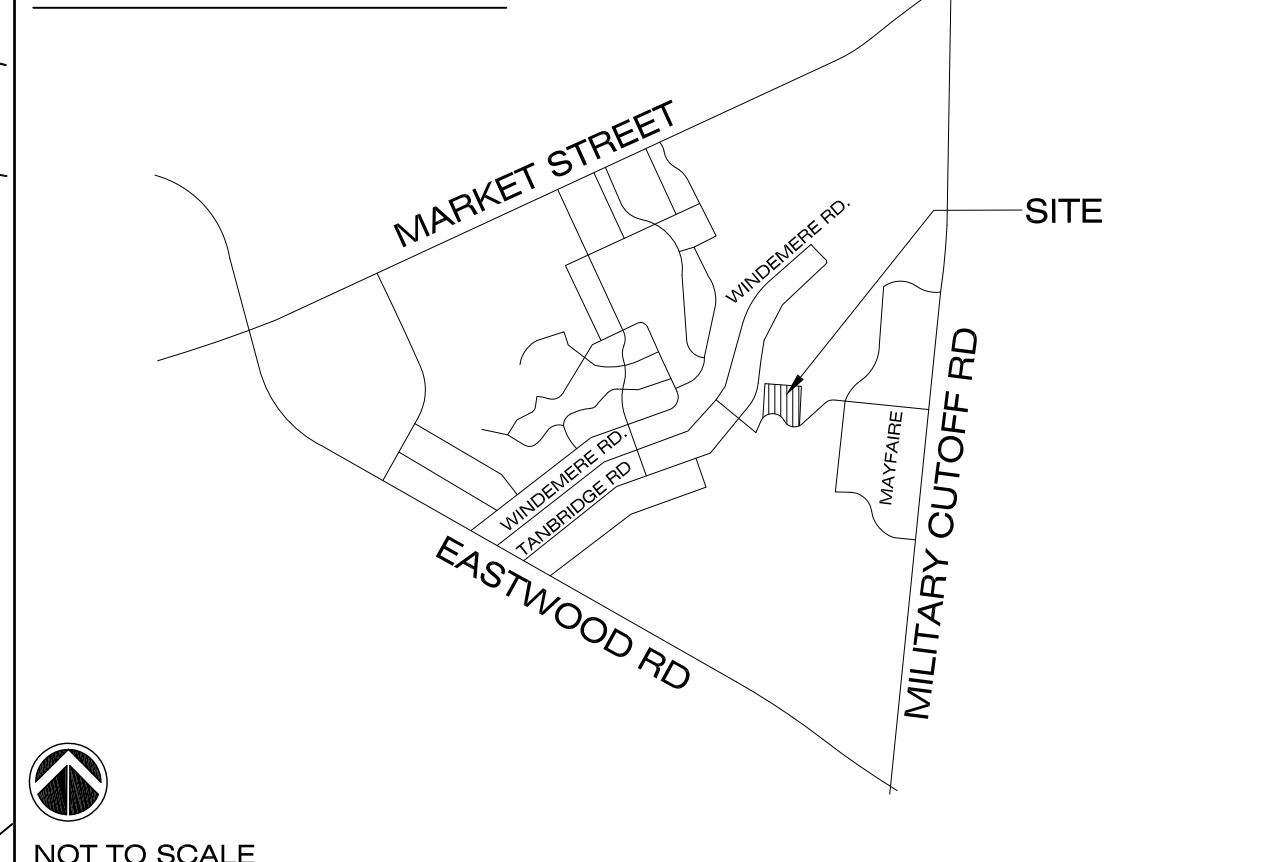 MARKET STREET
WINDEMERE RD.
SITE
MAYFAIRE
MILITARY CUTOFF RD
WINDEMERE RD.
TANBRIDGE RD
EASTWOOD RD
NOT TO SCALE